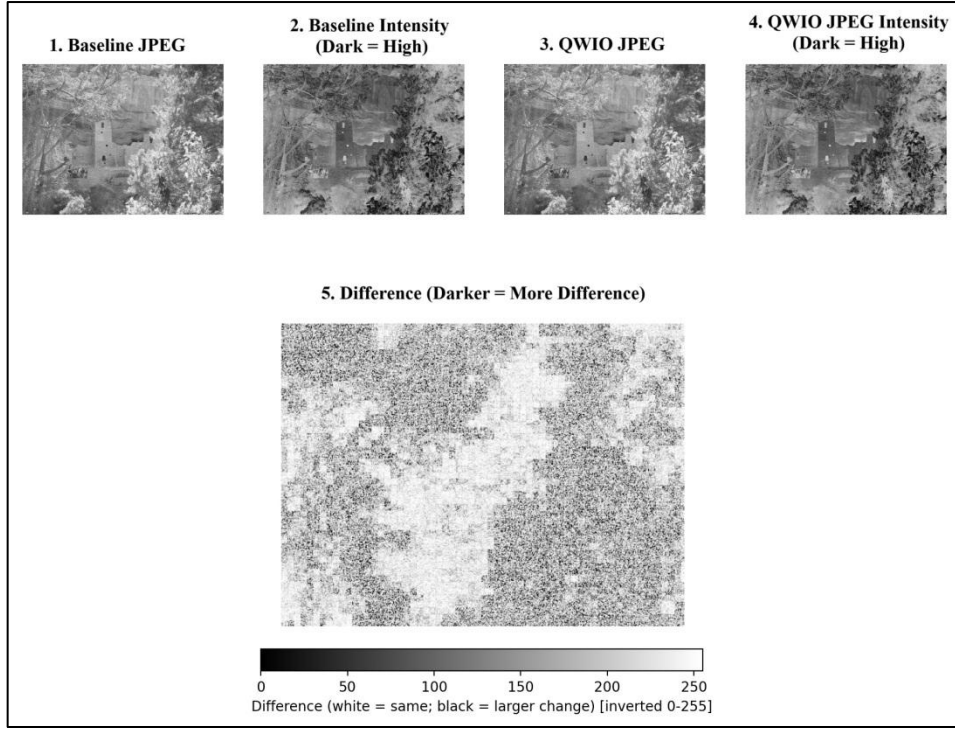 1. Baseline JPEG
2. Baseline Intensity
(Dark = High)
3. QWIO JPEG
4. QWIO JPEG Intensity
(Dark = High)
5. Difference (Darker = More Difference)
0 50 100 150 200 250
Difference (white = same; black = larger change) [inverted 0-255]